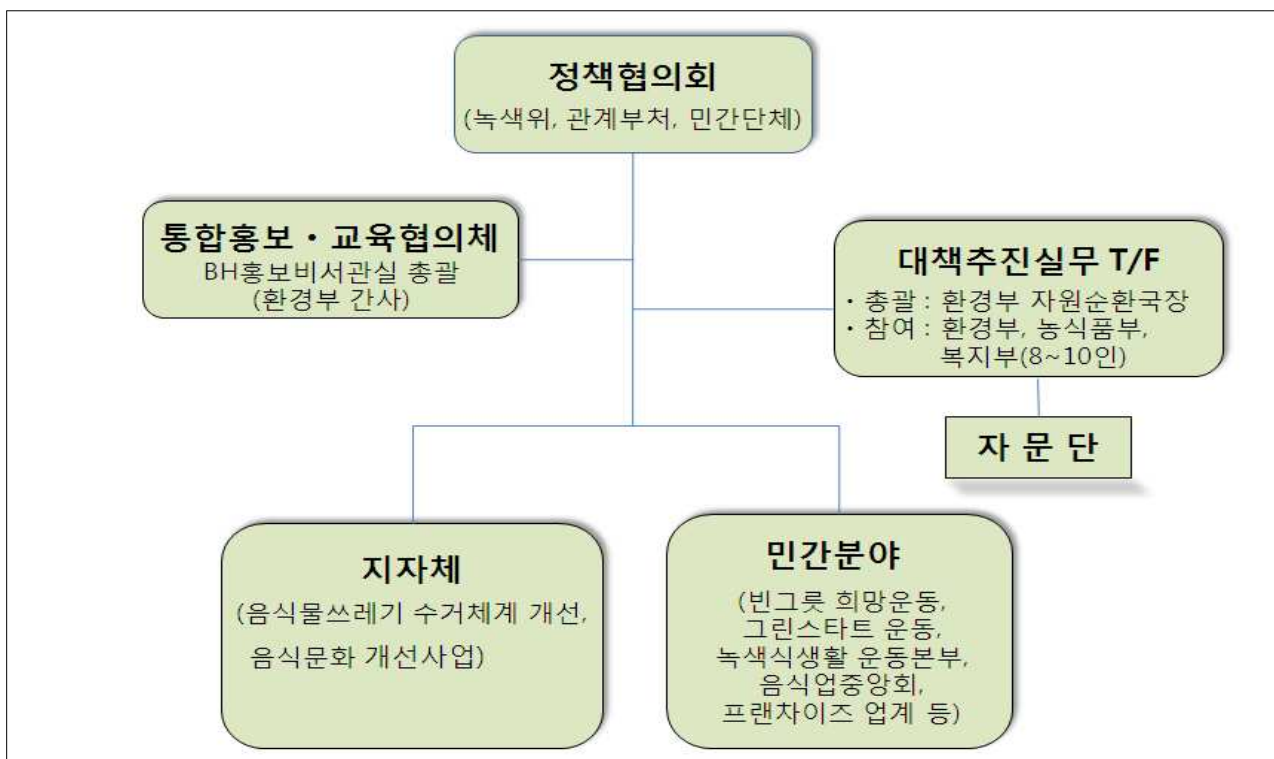 정책협의회
(녹색위, 관계부처, 민간단체)
통합홍보・교육협의체
BH홍보비서관실 총괄
(환경부 간사)
대책추진실무 T/F
・총괄 : 환경부 자원순환국장
・참여 : 환경부, 농식품부,
복지부(8~10인)
자 문 단
지자체
(음식물쓰레기 수거체계 개선,
음식문화 개선사업)
민간분야
(빈그릇 희망운동,
그린스타트 운동,
녹색식생활 운동본부,
음식업중앙회,
프랜차이즈 업계 등)